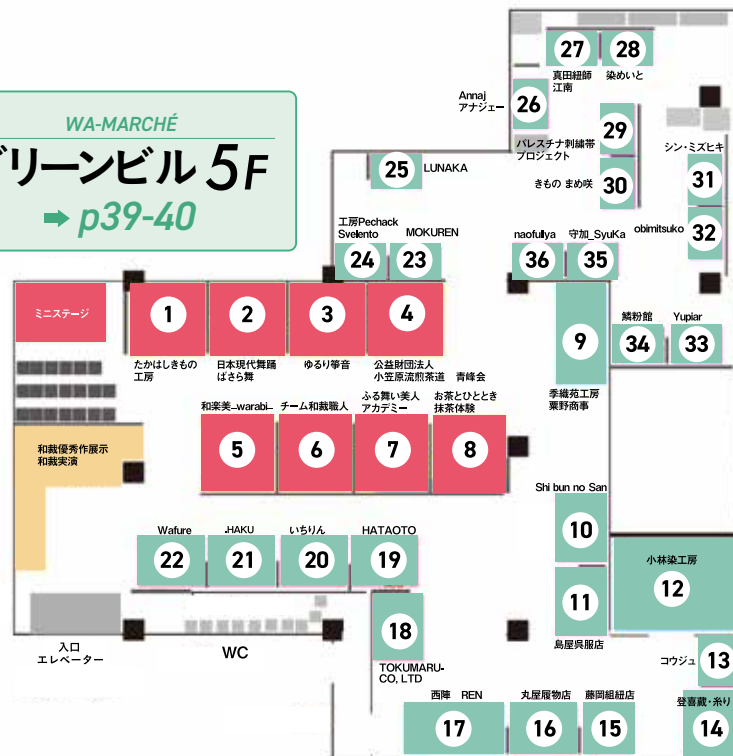 WA-MARCHÉ
グリーンビル 5F
➡ p39-40
27
28
真田紐師
江南
染めいと
Annaj
アナジェー
26
29
パレスチナ刺繍帯
プロジェクト
シン・ミズヒキ
25
LUNAKA
きもの まめ咲
30
31
工房Pechack
Svelento
MOKUREN
naofullya
守加_SyuKa
obimitsuko
32
24
23
36
35
ミニステージ
1
2
3
4
9
鱗粉館
Yupiar
34
33
たかはしきもの
工房
日本現代舞踊
ばさら舞
ゆるり箏音
公益財団法人
小笠原流煎茶道 青峰会
季織苑工房
粟野商事
和楽美-warabi-
チーム和裁職人
ふる舞い美人
アカデミー
お茶とひととき
抹茶体験
5
6
7
8
和裁優秀作展示
和裁実演
Shi bun no San
10
Wafure
.HAKU
いちりん
HATAOTO
22
21
20
19
小林染工房
12
11
島屋呉服店
18
入口
エレベーター
WC
TOKUMARU-
CO, LTD
コウジュ
13
西陣 REN
丸屋履物店
藤岡組紐店
登喜蔵・糸り
17
16
15
14